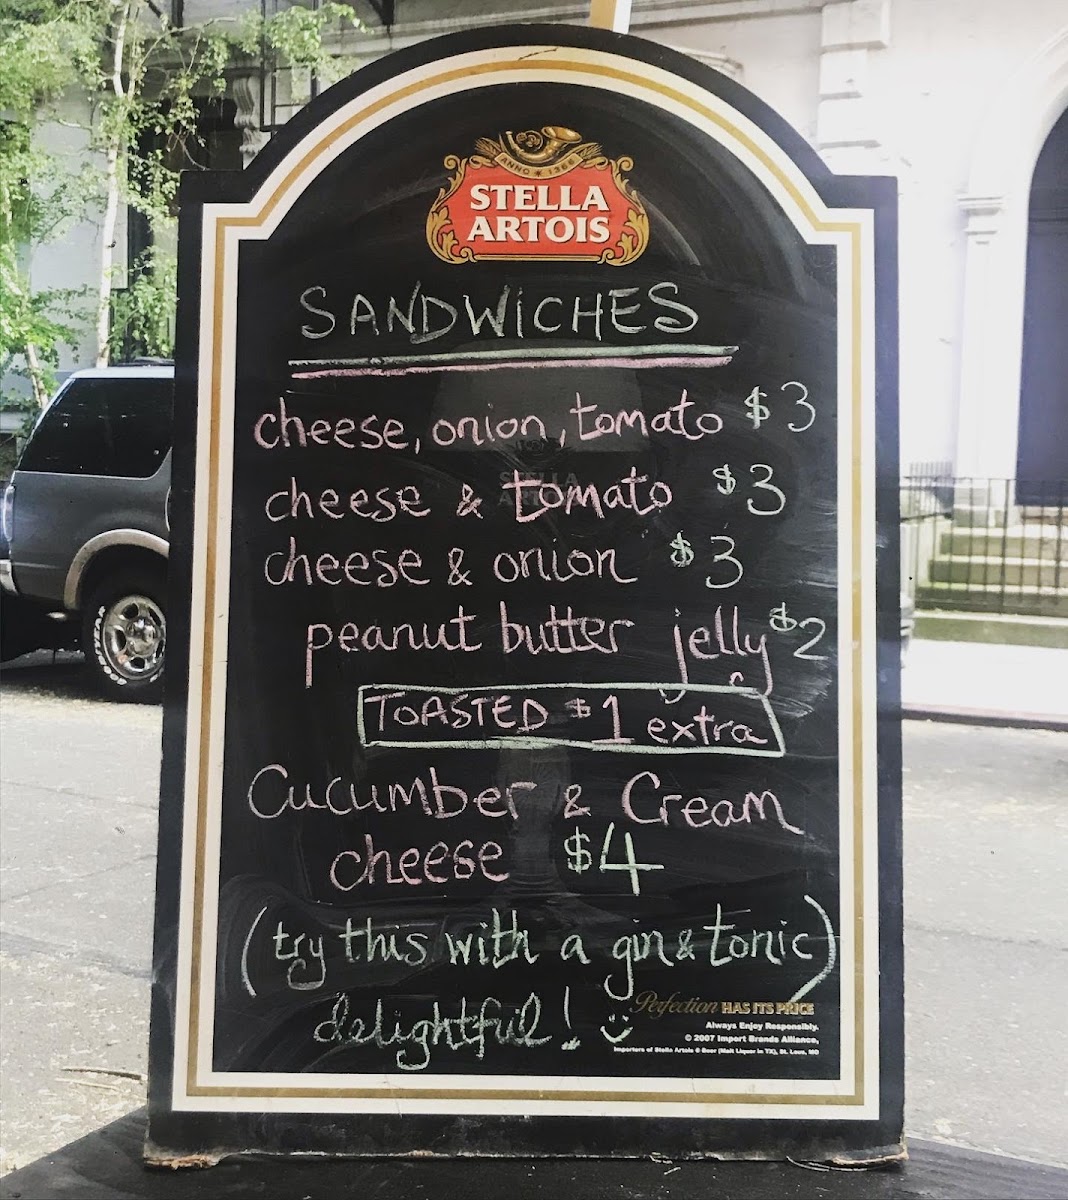 ANNO ★ 1366
STELLA
ARTOIS
SANDWICHES
cheese, onion, tomato $3
cheese & tomato $3
cheese & onion $3
peanut butter jelly $2
TOASTED $1 extra
Cucumber & Cream
cheese $4
(try this with a gin & tonic)
delightful!
Perfection HAS ITS PRICE
Always Enjoy Responsibly.
© 2007 Import Brands Alliance,
Importers of Stella Artois ® Beer (Malt Liquor in TX), St. Louis, MO